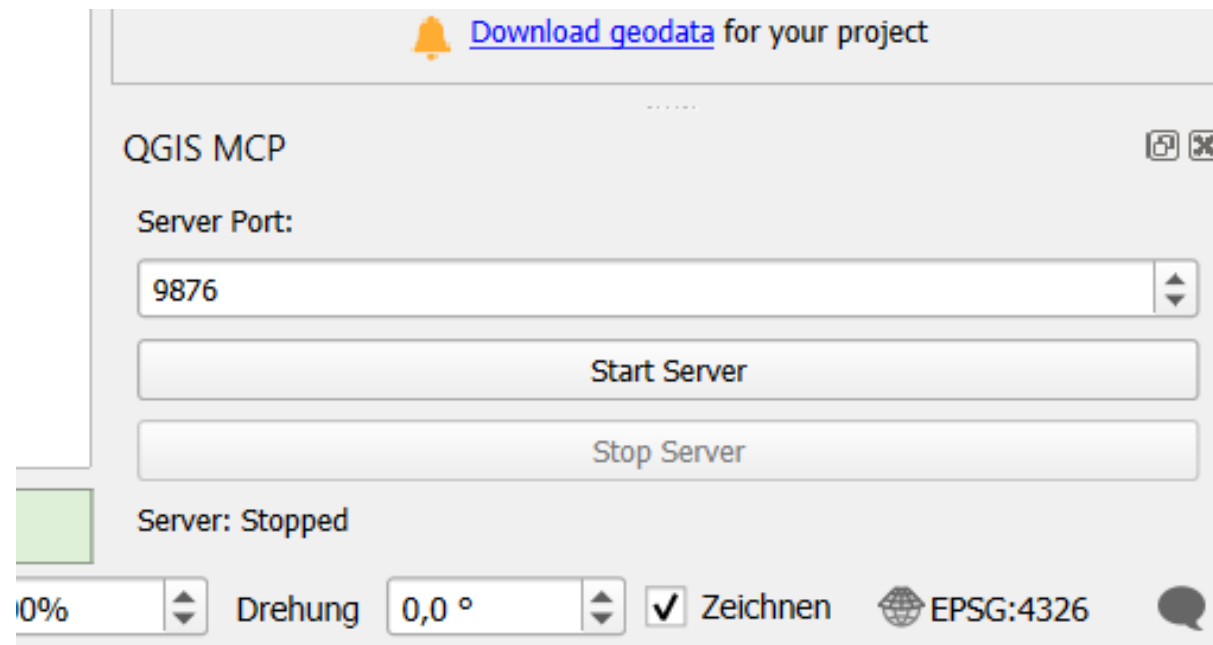 Download geodata for your project
QGIS MCP
Server Port:
9876
Start Server
Stop Server
Server: Stopped
00% Drehung 0,0 ° Zeichnen EPSG:4326